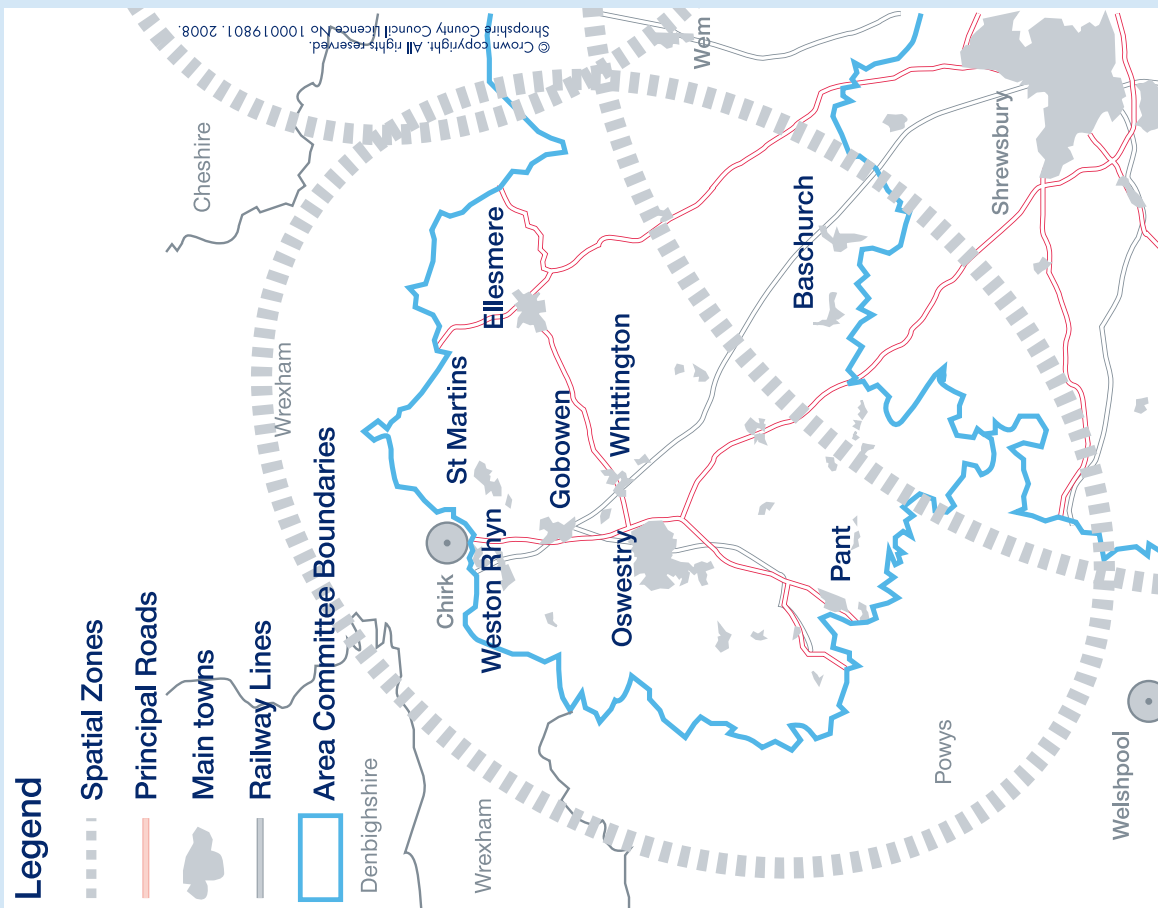 Legend
Spatial Zones
Principal Roads
Main towns
Railway Lines
Area Committee Boundaries
Denbighshire
Wrexham
Cheshire
Wrexham
Chirk
Weston Rhyn
St Martins
Ellesmere
Gobowen
Whittington
Oswestry
Pant
Baschurch
Wem
Shrewsbury
Powys
Welshpool
© Crown copyright. All rights reserved.
Shropshire County Council Licence No 100019801. 2008.